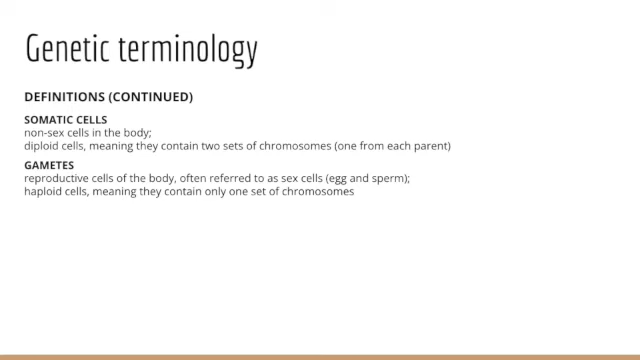 Genetic terminology
DEFINITIONS (CONTINUED)
SOMATIC CELLS
non-sex cells in the body;
diploid cells, meaning they contain two sets of chromosomes (one from each parent)
GAMETES
reproductive cells of the body, often referred to as sex cells (egg and sperm);
haploid cells, meaning they contain only one set of chromosomes